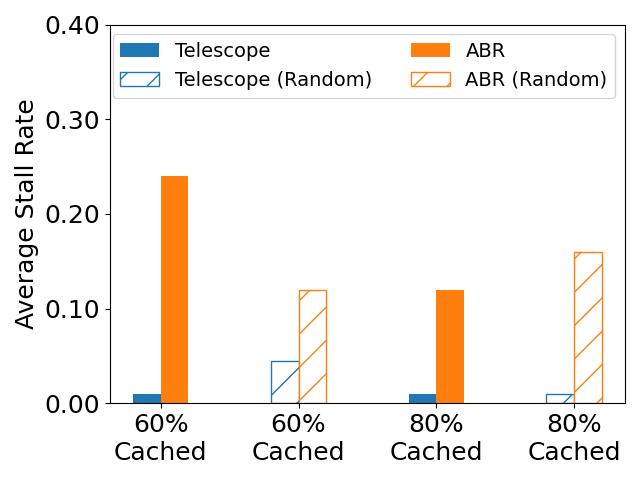 0.40
0.30
0.20
0.10
0.00
Average Stall Rate
Telescope
Telescope (Random)
ABR
ABR (Random)
60%
Cached
60%
Cached
80%
Cached
80%
Cached